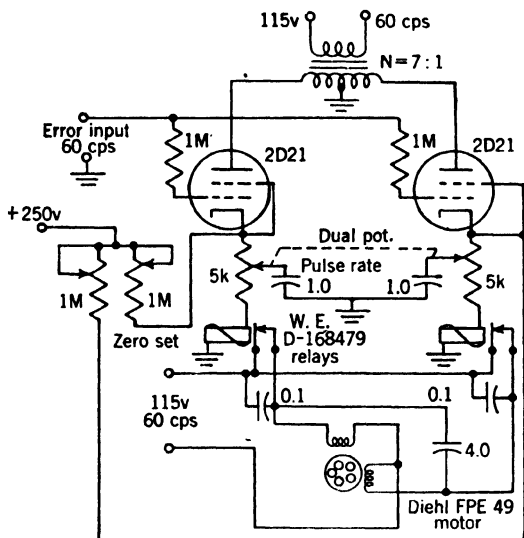 115v
60 cps
N=7:1
Error input
60 cps
1M
2D21
1M
2D21
+250v
Dual pot.
Pulse rate
5k
1.0
1.0
5k
1M
1M
Zero set
W. E.
D-168479
relays
115v
60 cps
0.1
0.1
4.0
Diehl FPE 49
motor